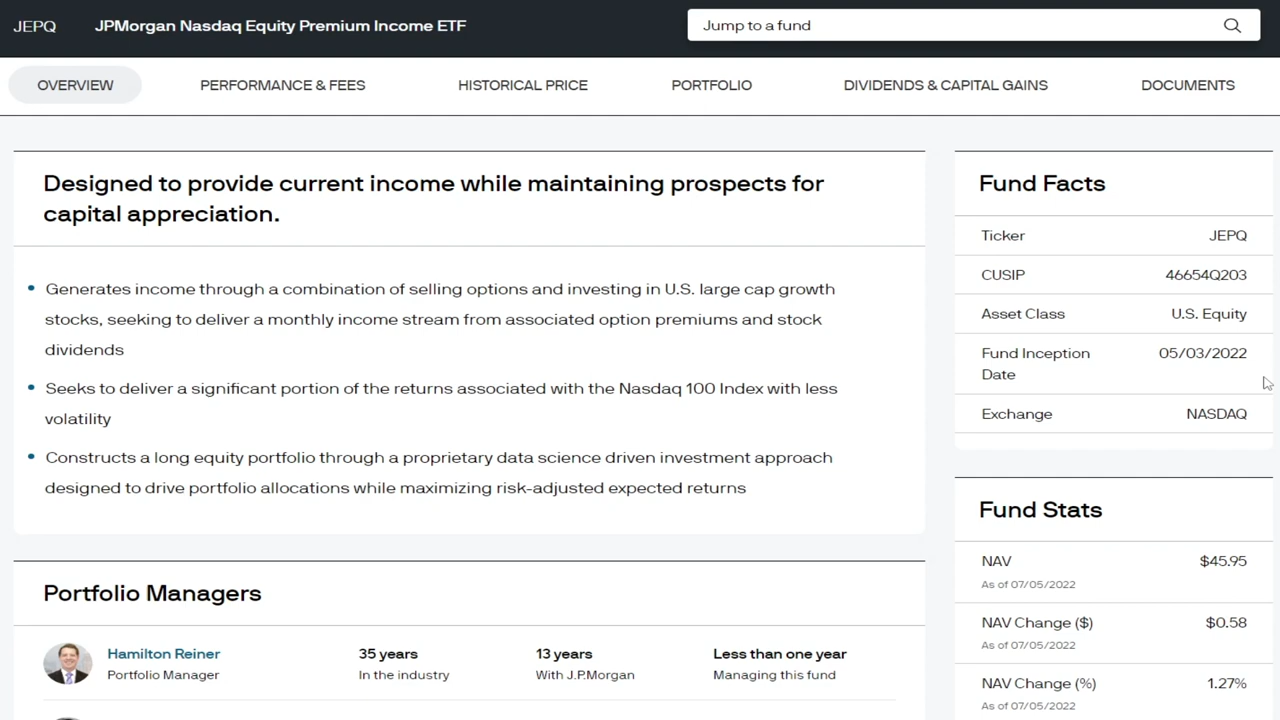 JEPQ
JPMorgan Nasdaq Equity Premium Income ETF
Jump to a fund
OVERVIEW
PERFORMANCE & FEES
HISTORICAL PRICE
PORTFOLIO
DIVIDENDS & CAPITAL GAINS
DOCUMENTS
Designed to provide current income while maintaining prospects for
capital appreciation.
• Generates income through a combination of selling options and investing in U.S. large cap growth
stocks, seeking to deliver a monthly income stream from associated option premiums and stock
dividends
• Seeks to deliver a significant portion of the returns associated with the Nasdaq 100 Index with less
volatility
• Constructs a long equity portfolio through a proprietary data science driven investment approach
designed to drive portfolio allocations while maximizing risk-adjusted expected returns
Portfolio Managers
Hamilton Reiner 35 years 13 years Less than one year
Portfolio Manager In the industry With J.P.Morgan Managing this fund
Fund Facts
Ticker JEPQ
CUSIP 46654Q203
Asset Class U.S. Equity
Fund Inception 05/03/2022
Date
Exchange NASDAQ
Fund Stats
NAV $45.95
As of 07/05/2022
NAV Change ($) $0.58
As of 07/05/2022
NAV Change (%) 1.27%
As of 07/05/2022